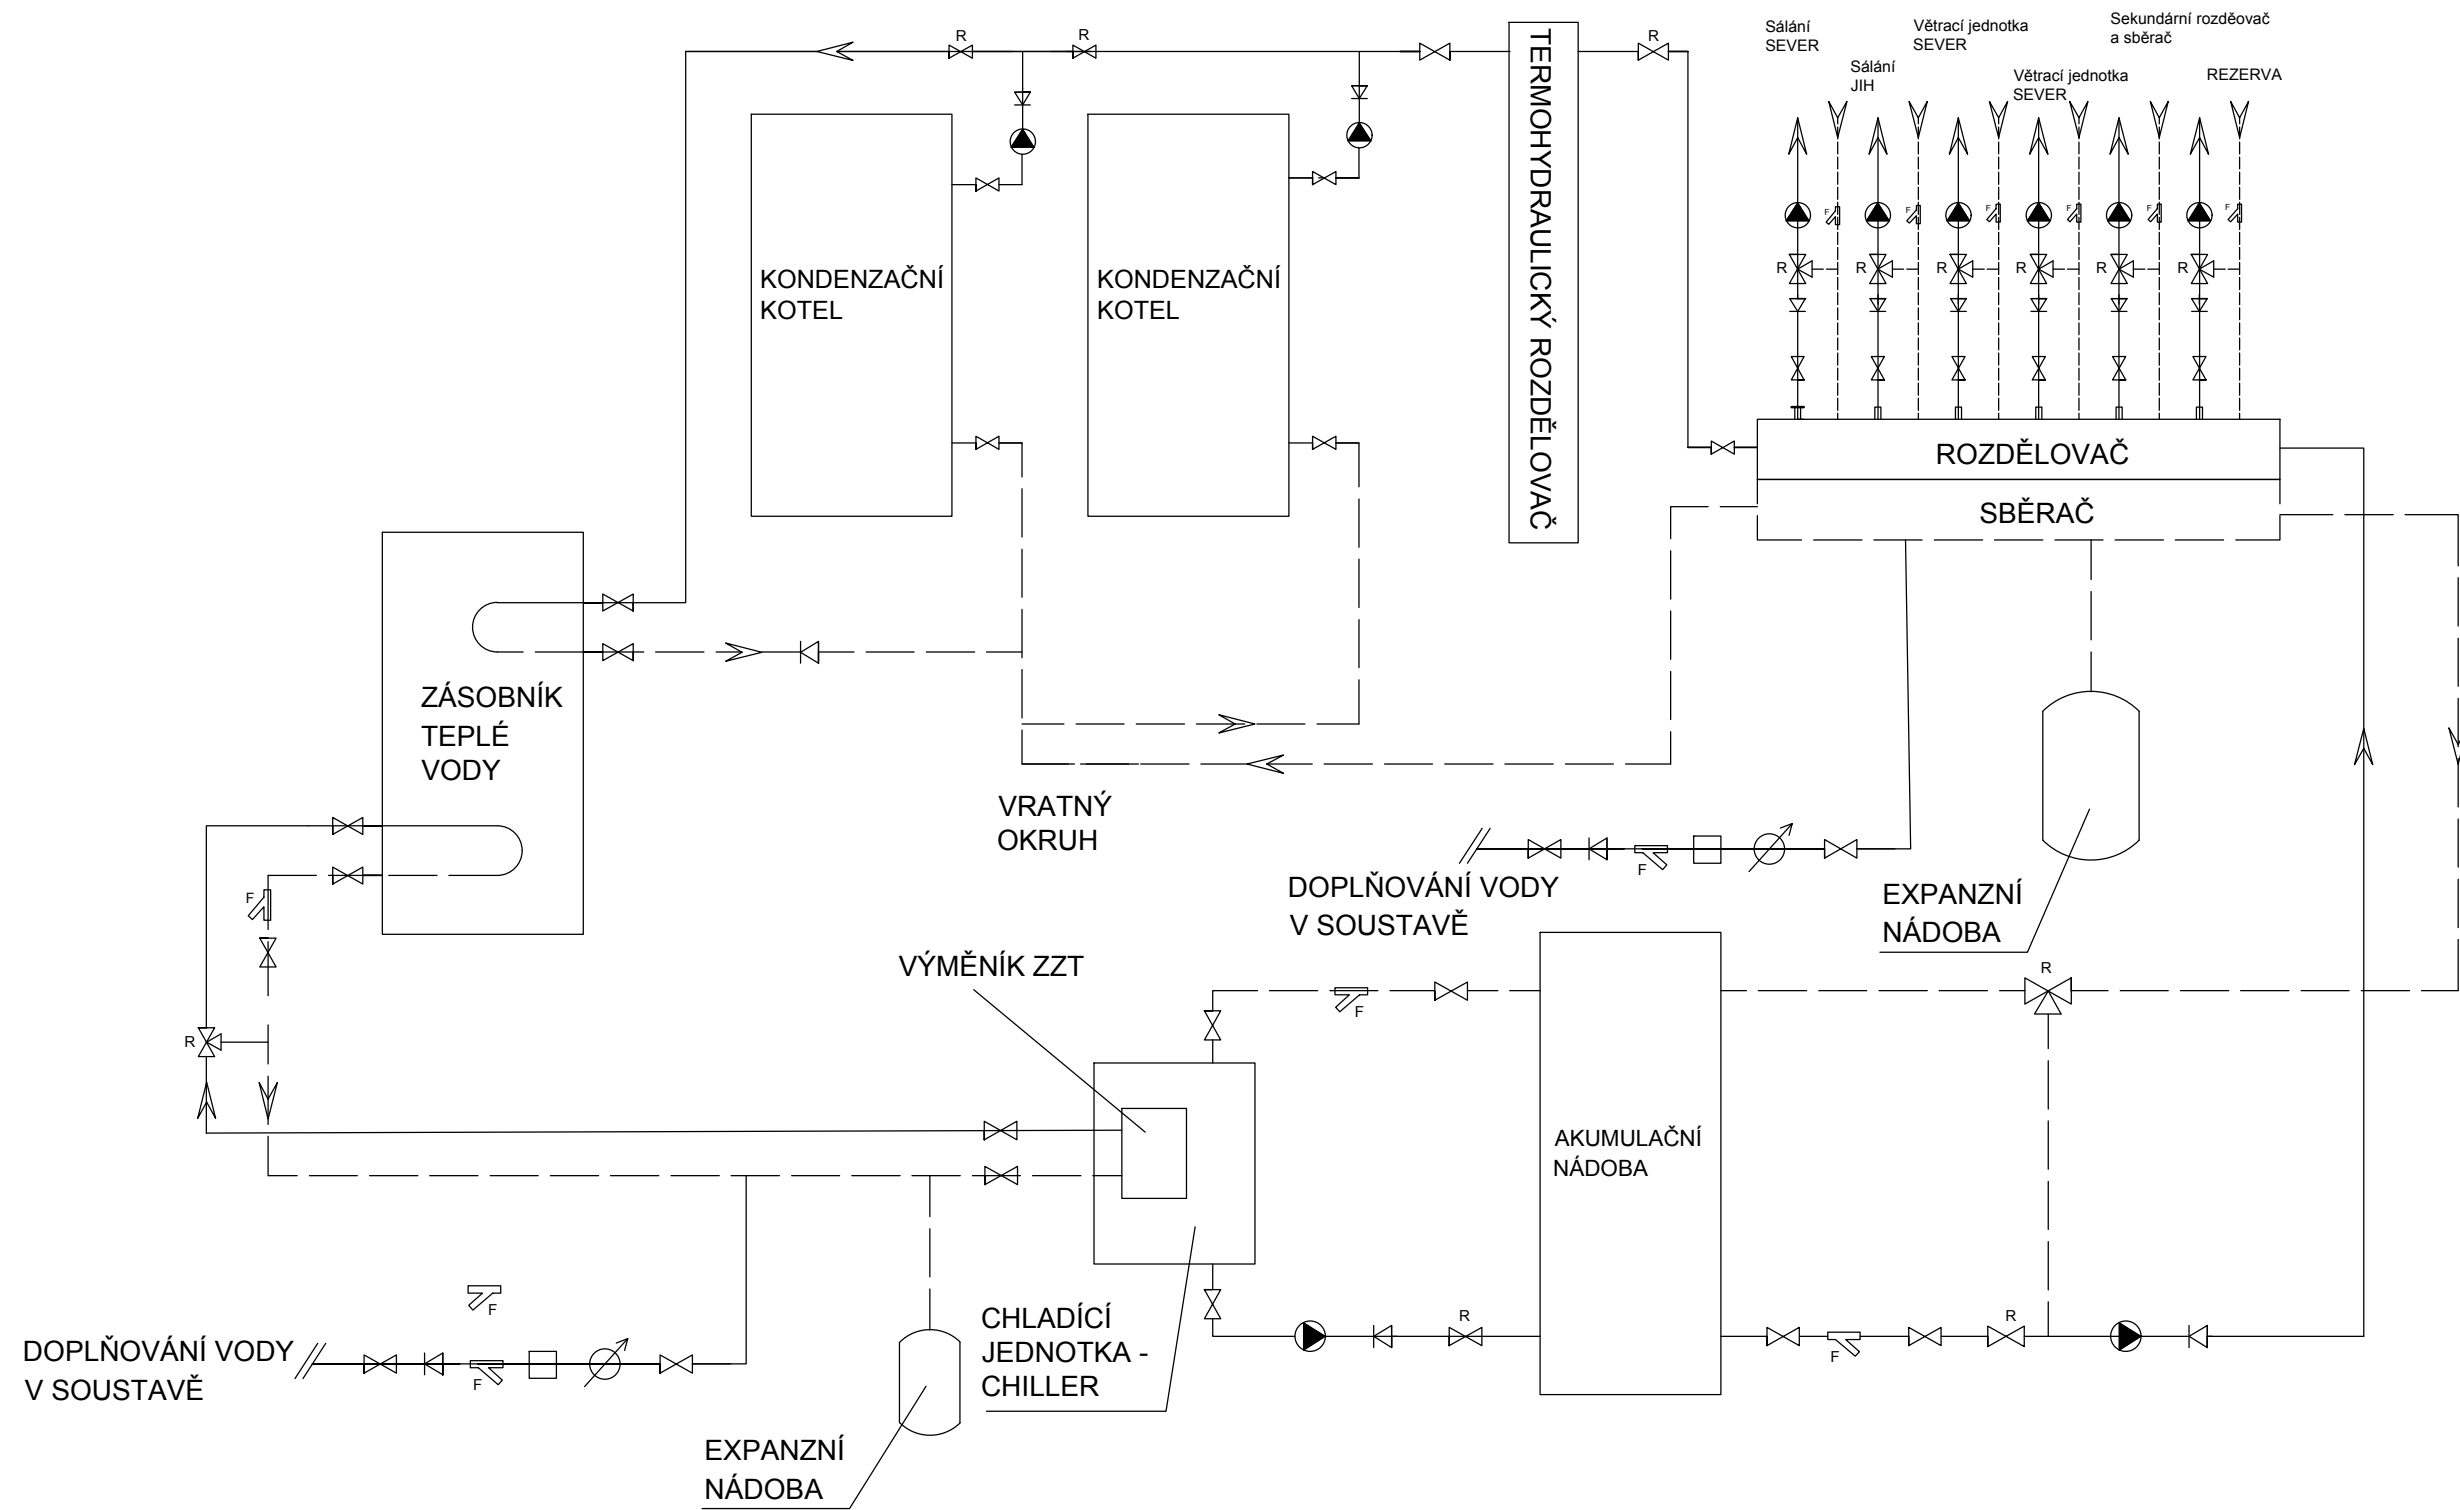 R
R
R
TERMOHYDRAULICKÝ ROZDĚLOVAČ
Sálání
SEVER
Sálání
JIH
Větrací jednotka
SEVER
Větrací jednotka
SEVER
Sekundární rozděovač
a sběrač
REZERVA
F
F
F
F
F
F
R
R
R
R
R
R
KONDENZAČNÍ
KOTEL
KONDENZAČNÍ
KOTEL
ROZDĚLOVAČ
SBĚRAČ
ZÁSOBNÍK
TEPLÉ
VODY
VRATNÝ
OKRUH
F
DOPLŇOVÁNÍ VODY
V SOUSTAVĚ
F
EXPANZNÍ
NÁDOBA
VÝMĚNÍK ZZT
F
R
R
AKUMULAČNÍ
NÁDOBA
F
DOPLŇOVÁNÍ VODY
V SOUSTAVĚ
F
CHLADÍCÍ
JEDNOTKA -
CHILLER
R
F
R
EXPANZNÍ
NÁDOBA